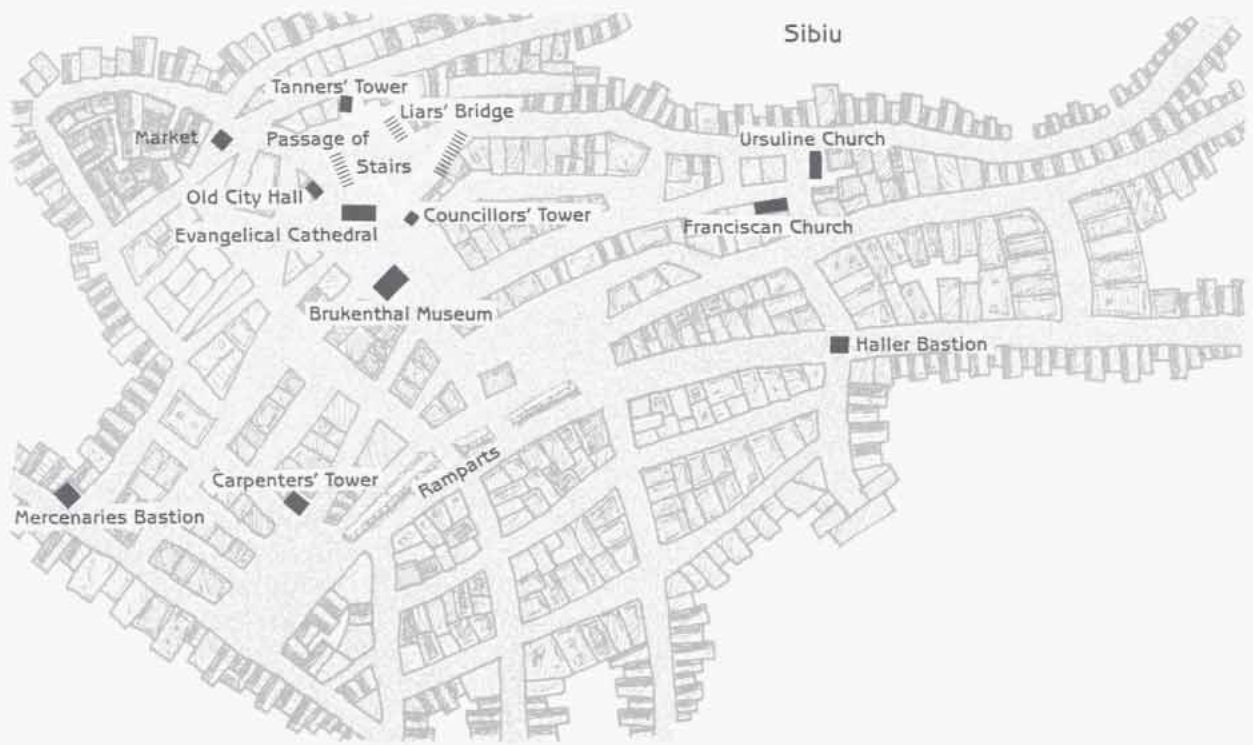 Sibiu
Tanners' Tower
Liars' Bridge
Market
Passage of
Stairs
Ursuline Church
Old City Hall
Councillors' Tower
Franciscan Church
Evangelical Cathedral
Brukenthal Museum
Haller Bastion
Ramparts
Carpenters' Tower
Mercenaries Bastion